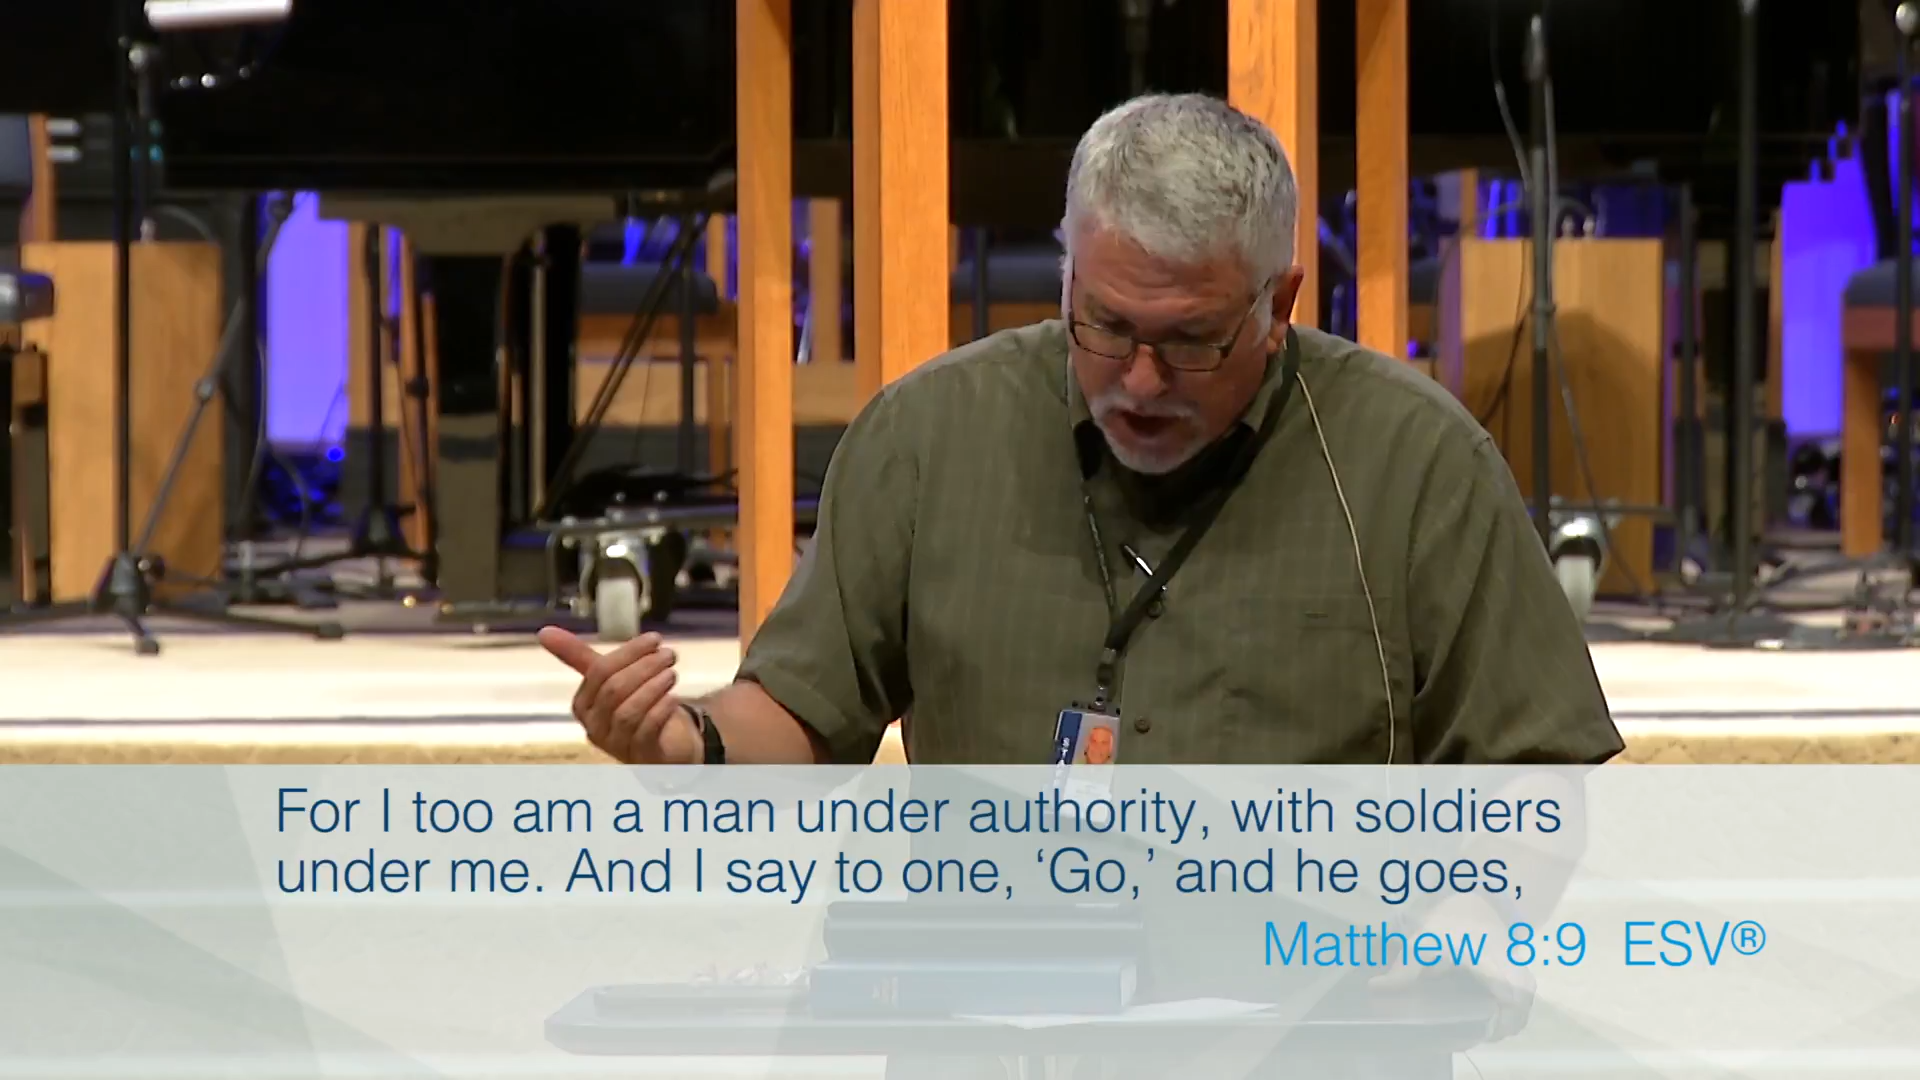 For I too am a man under authority, with soldiers
under me. And I say to one, ‘Go,’ and he goes,
Matthew 8:9 ESV®